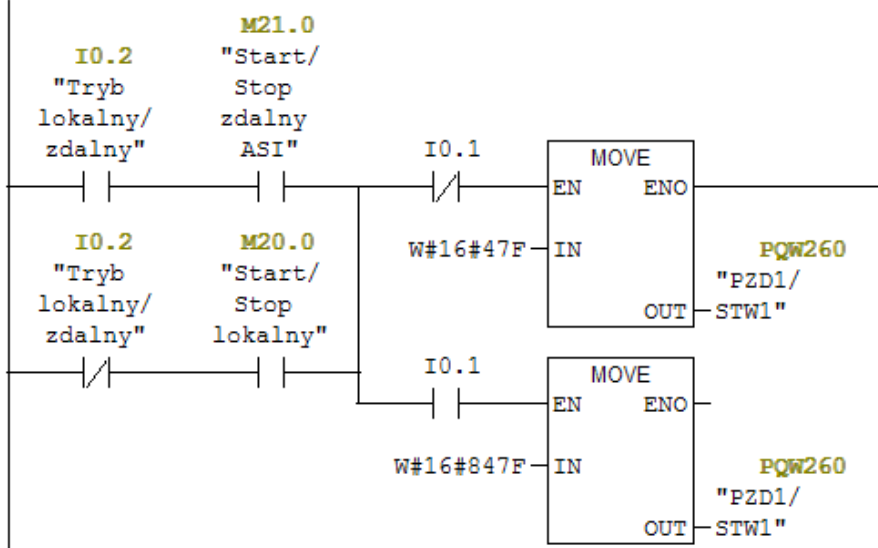 M21.0
I0.2
"Start/
"Tryb
Stop
lokalny/
zdalny
zdalny"
ASI"
I0.1
MOVE
EN
ENO
I0.2
M20.0
W#16#47F
IN
PQW260
"Tryb
"Start/
"PZD1/
lokalny/
Stop
OUT
STW1"
zdalny"
lokalny"
I0.1
MOVE
EN
ENO
W#16#847F
IN
PQW260
"PZD1/
OUT
STW1"